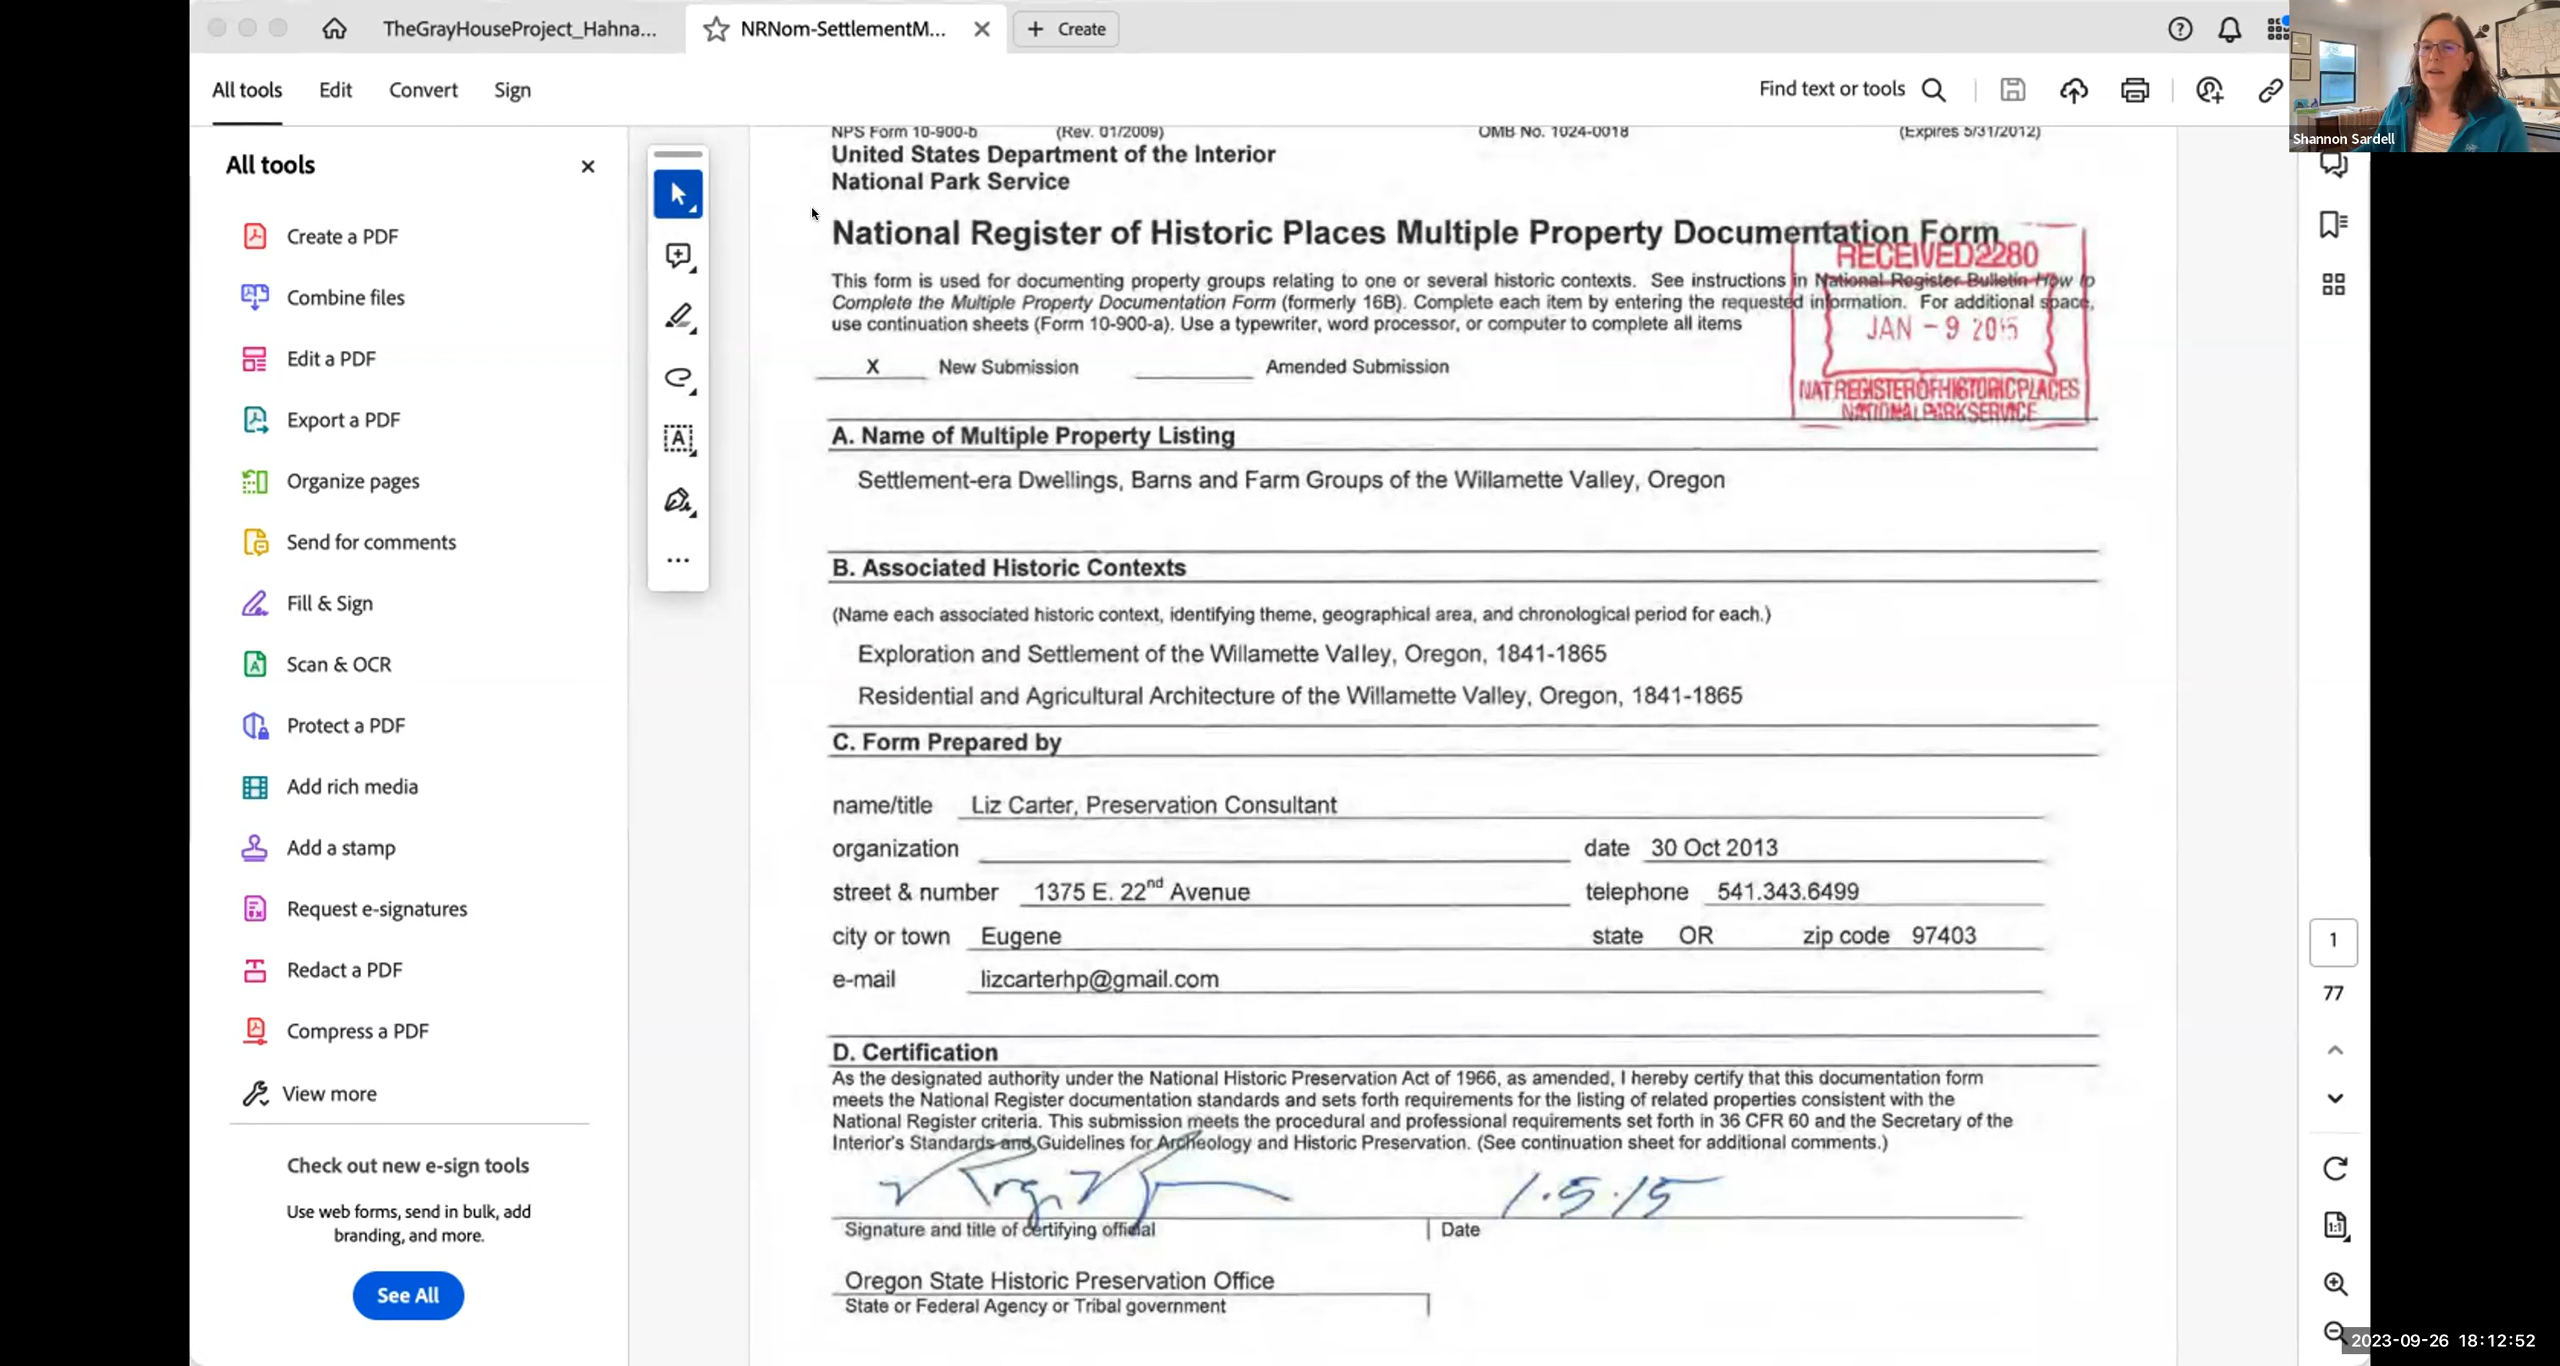 TheGrayHouseProject_Hahna...
NRNom-SettlementM...
Create
All tools
Edit
Convert
Sign
Find text or tools
Shannon Sardell
All tools
Create a PDF
Combine files
Edit a PDF
Export a PDF
Organize pages
Send for comments
Fill & Sign
Scan & OCR
Protect a PDF
Add rich media
Add a stamp
Request e-signatures
Redact a PDF
Compress a PDF
View more
Check out new e-sign tools
Use web forms, send in bulk, add
branding, and more.
See All
NPS Form 10-900-b (Rev. 01/2009) OMB No. 1024-0018 (Expires 5/31/2012)
United States Department of the Interior
National Park Service
National Register of Historic Places Multiple Property Documentation Form
RECEIVED2280
This form is used for documenting property groups relating to one or several historic contexts. See instructions in National Register Bulletin How to
Complete the Multiple Property Documentation Form (formerly 16B). Complete each item by entering the requested information. For additional space,
use continuation sheets (Form 10-900-a). Use a typewriter, word processor, or computer to complete all items
JAN - 9 2015
X New Submission Amended Submission
NAT.REGISTEROFHISTORICPLACES
NATIONALPARKSERVICE
A. Name of Multiple Property Listing
Settlement-era Dwellings, Barns and Farm Groups of the Willamette Valley, Oregon
B. Associated Historic Contexts
(Name each associated historic context, identifying theme, geographical area, and chronological period for each.)
Exploration and Settlement of the Willamette Valley, Oregon, 1841-1865
Residential and Agricultural Architecture of the Willamette Valley, Oregon, 1841-1865
C. Form Prepared by
name/title Liz Carter, Preservation Consultant
organization date 30 Oct 2013
street & number 1375 E. 22nd Avenue telephone 541.343.6499
city or town Eugene state OR zip code 97403
e-mail lizcarterhp@gmail.com
D. Certification
As the designated authority under the National Historic Preservation Act of 1966, as amended, I hereby certify that this documentation form
meets the National Register documentation standards and sets forth requirements for the listing of related properties consistent with the
National Register criteria. This submission meets the procedural and professional requirements set forth in 36 CFR 60 and the Secretary of the
Interior's Standards and Guidelines for Archeology and Historic Preservation. (See continuation sheet for additional comments.)
1.5.15
Signature and title of certifying official Date
Oregon State Historic Preservation Office
State or Federal Agency or Tribal government
1
77
2023-09-26 18:12:52